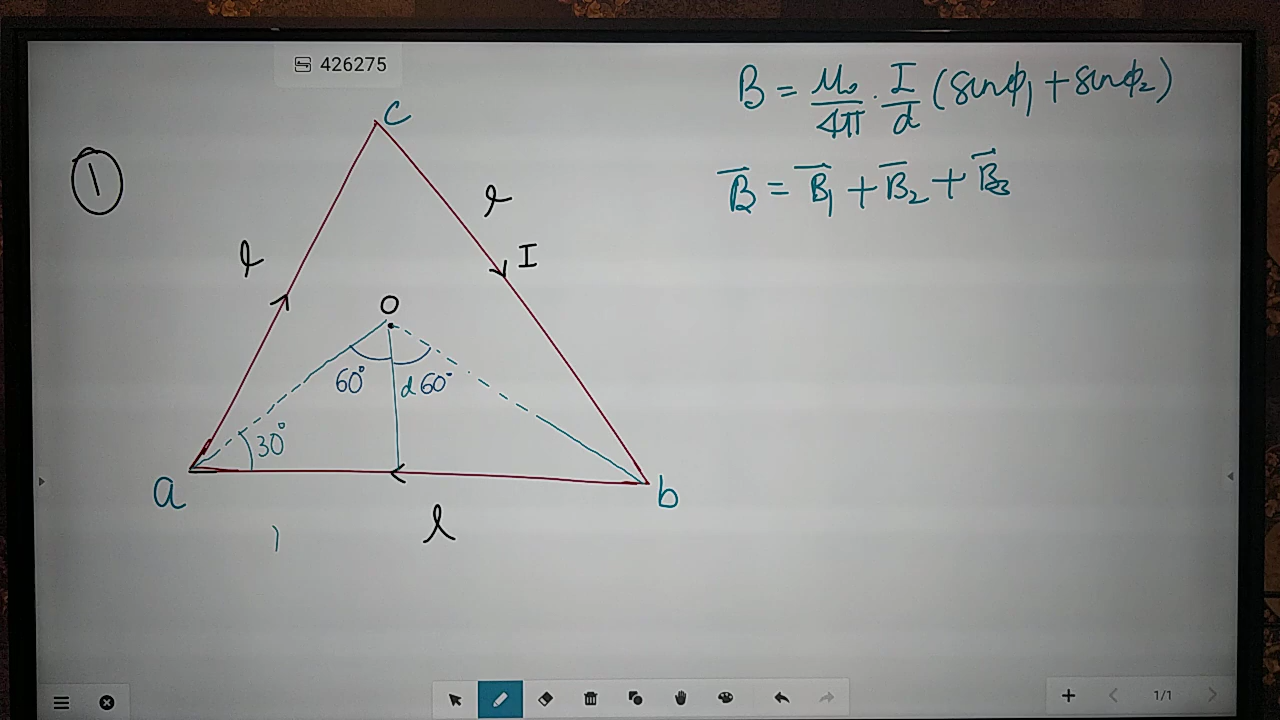 426275
B = μ₀/4π · I/d (sinϕ₁ + sinϕ₂)
B̅ = B̅₁ + B̅₂ + B̅₃
①
c
l
l
I
O
60° d 60°
30°
a
b
l
1/1